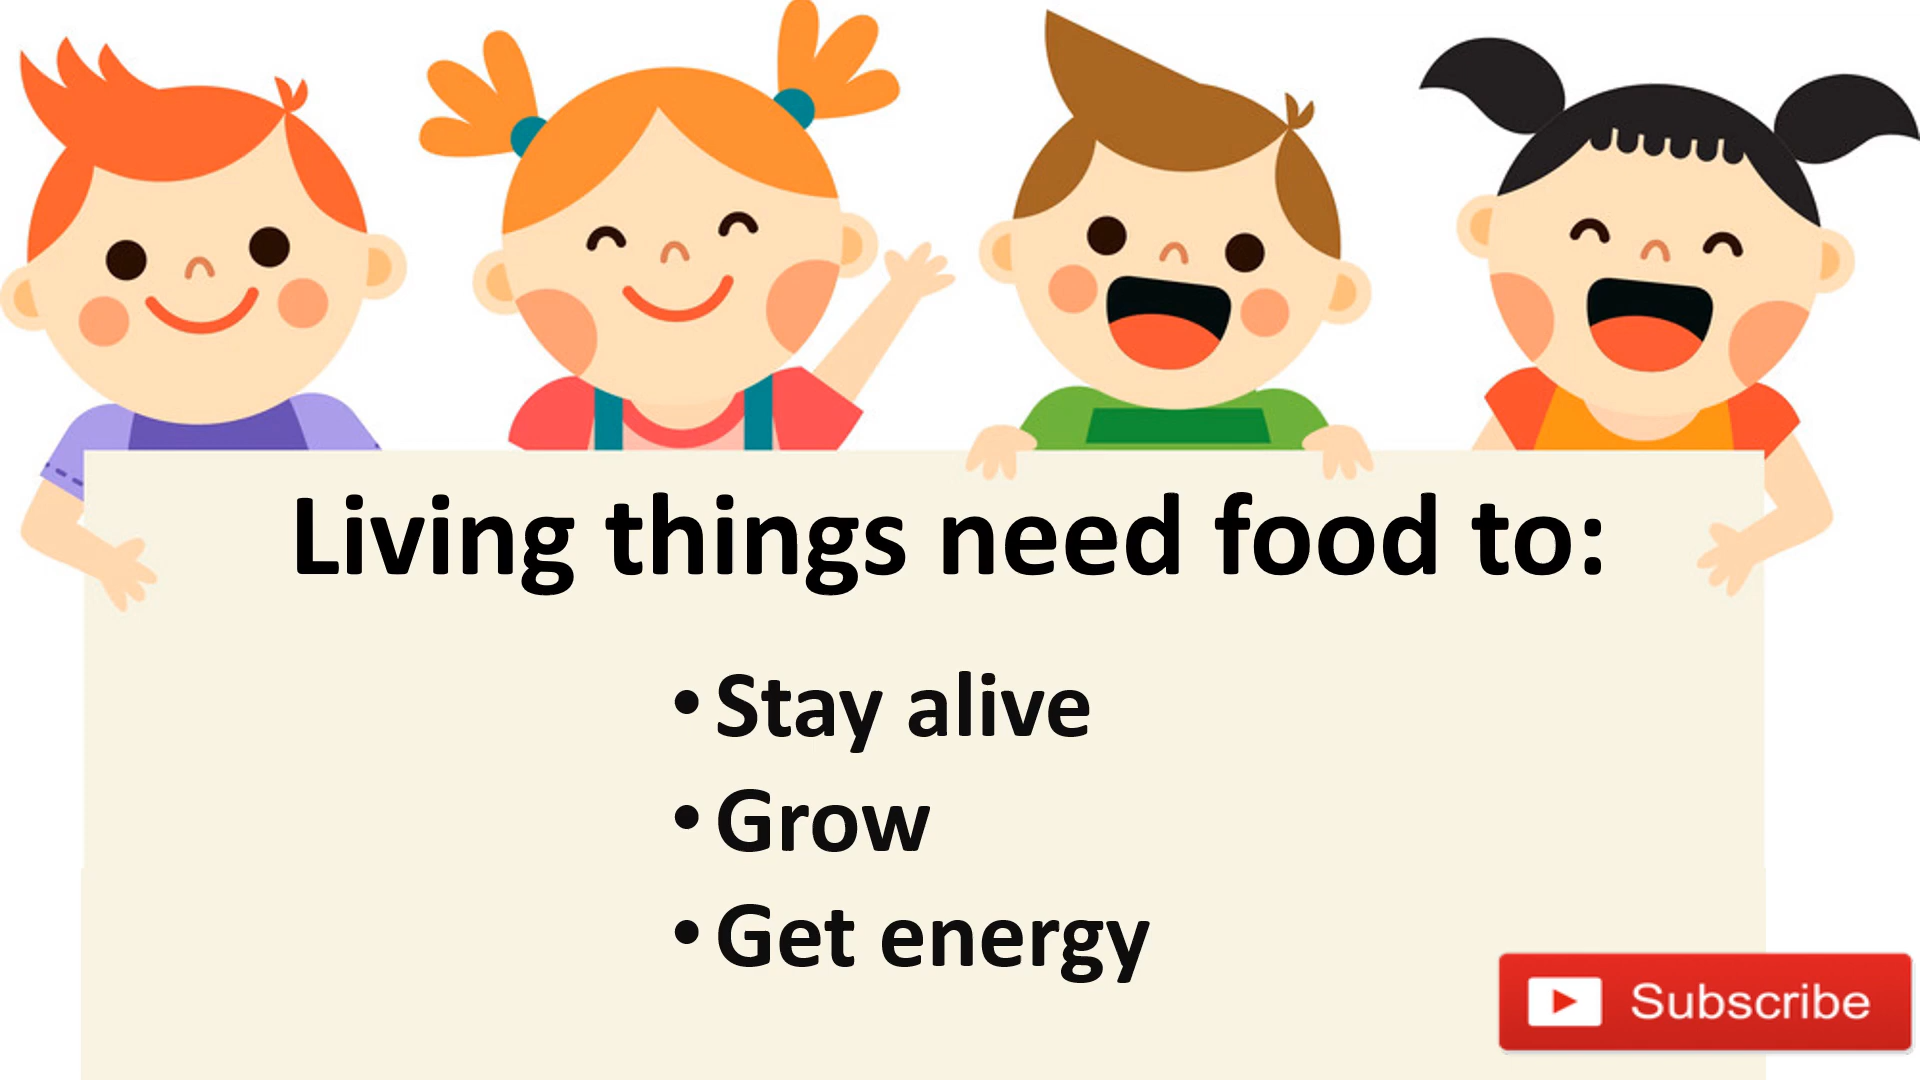 Living things need food to:
• Stay alive
• Grow
• Get energy
Subscribe